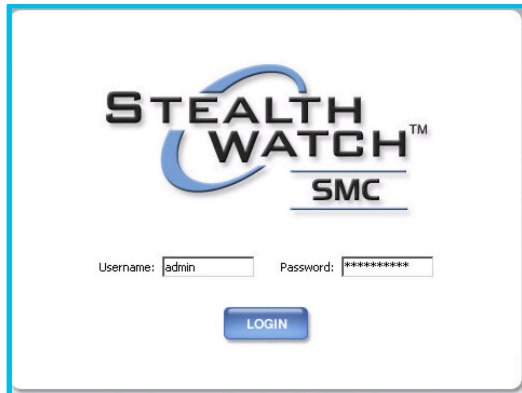 STEALTH
WATCH™
SMC
Username: admin Password: **********
LOGIN